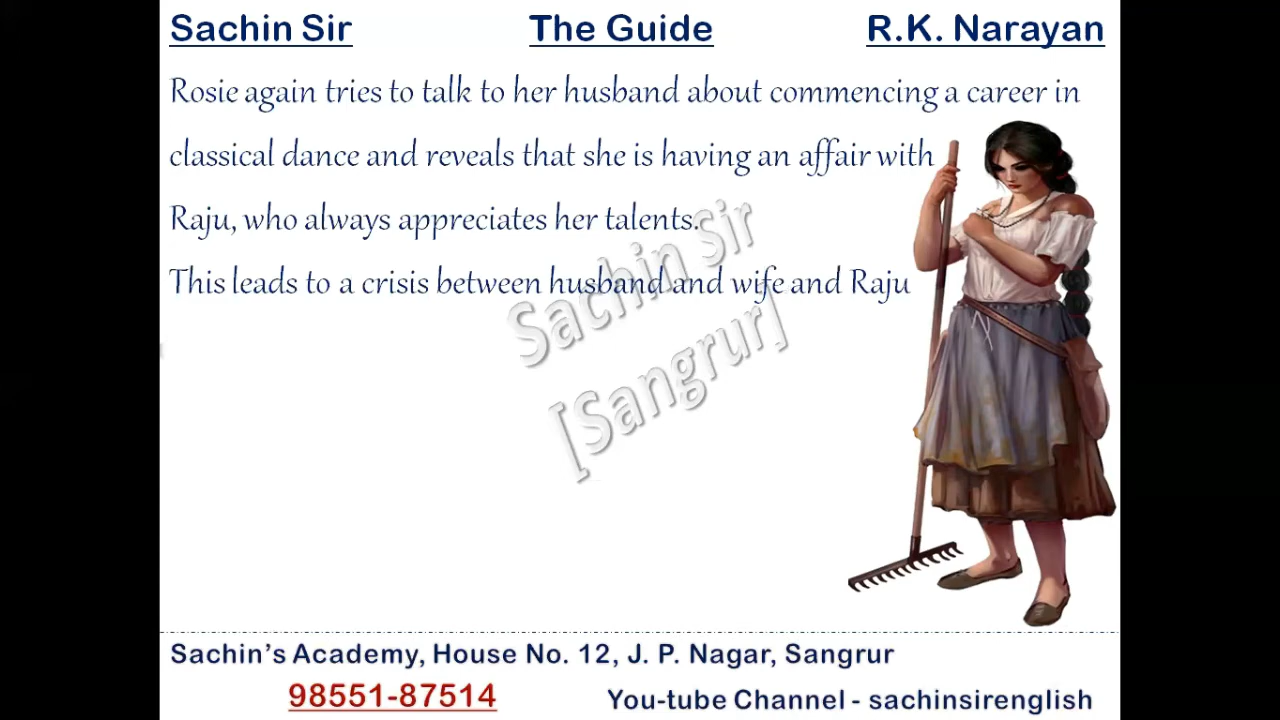 Sachin Sir The Guide R.K. Narayan
Rosie again tries to talk to her husband about commencing a career in
classical dance and reveals that she is having an affair with
Raju, who always appreciates her talents.
This leads to a crisis between husband and wife and Raju
Sachin Sir
[Sangrur]
Sachin's Academy, House No. 12, J. P. Nagar, Sangrur
98551-87514 You-tube Channel - sachinsirenglish